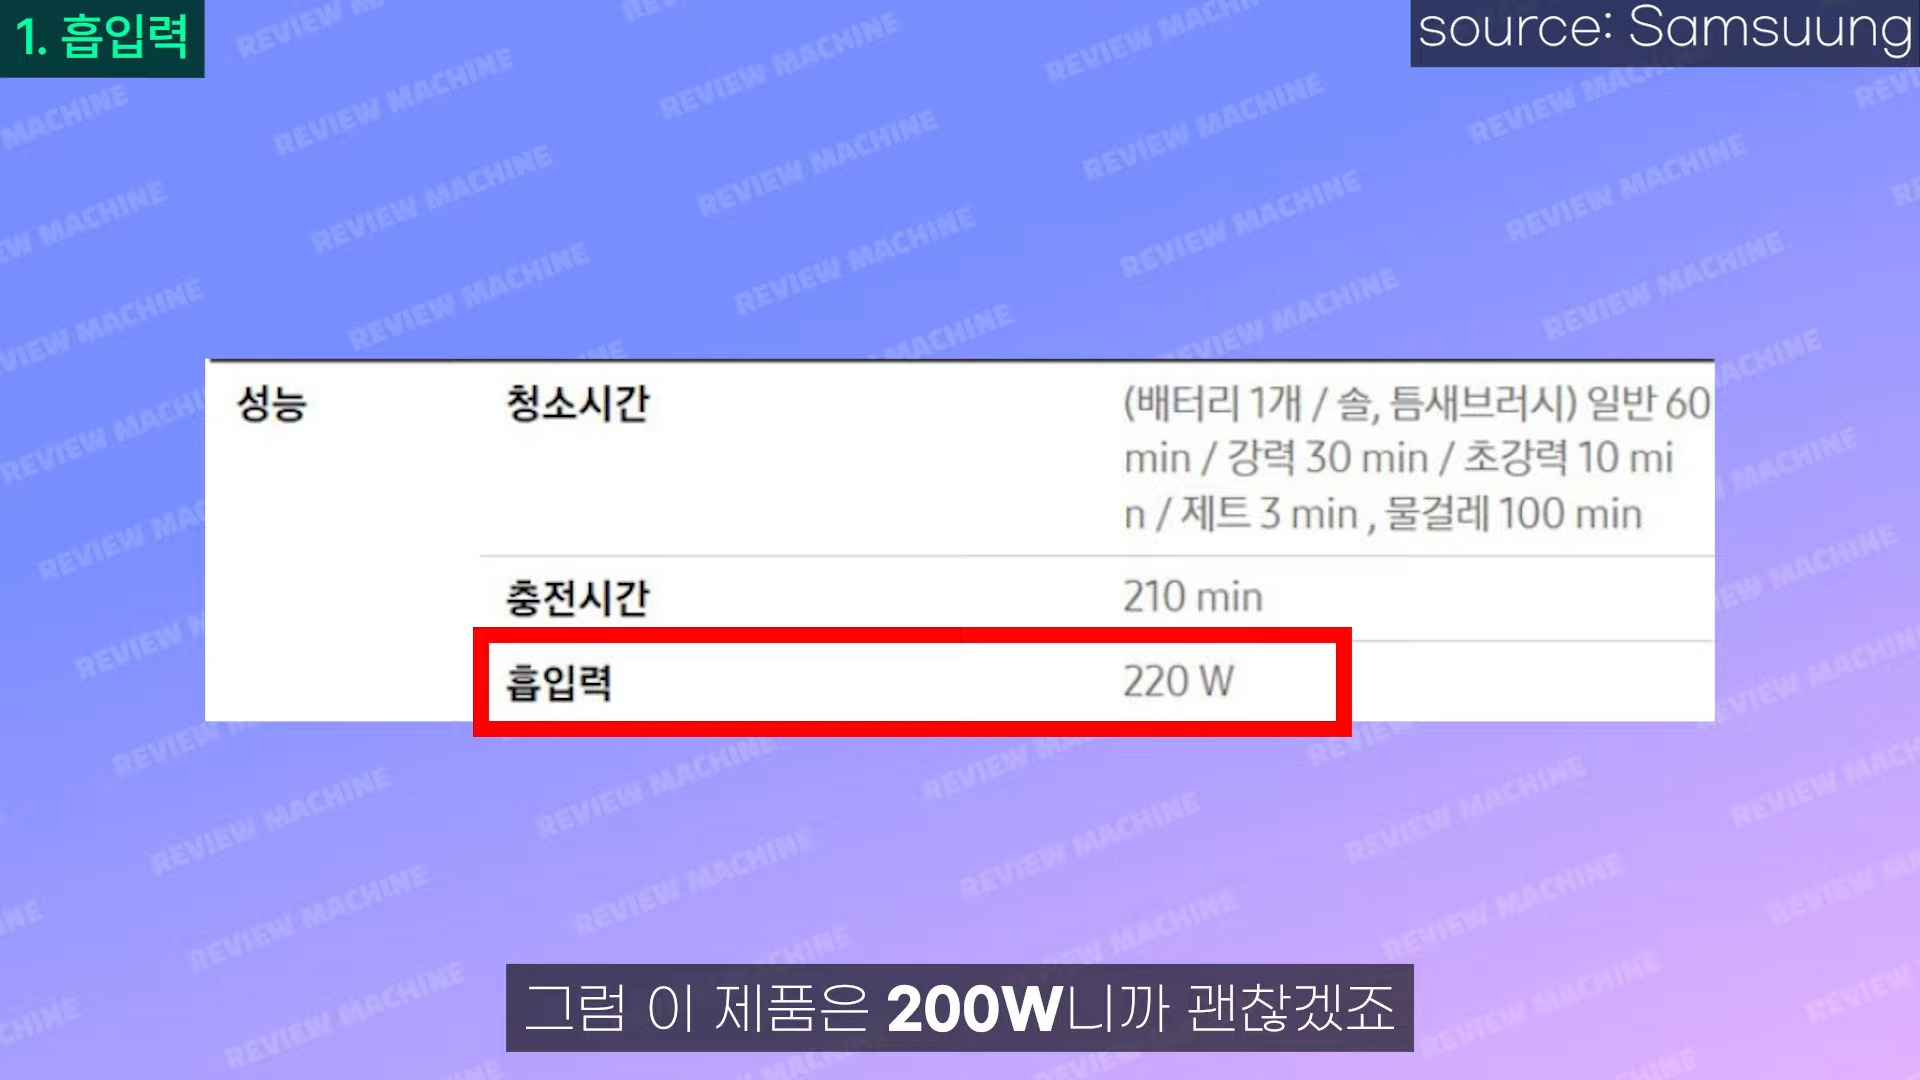 1. 흡입력
source: Samsuung
성능
청소시간
(배터리 1개 / 솔, 틈새브러시) 일반 60
min / 강력 30 min / 초강력 10 mi
n / 제트 3 min , 물걸레 100 min
충전시간
210 min
흡입력
220 W
그럼 이 제품은 200W니까 괜찮겠죠
REVIEW MACHINE